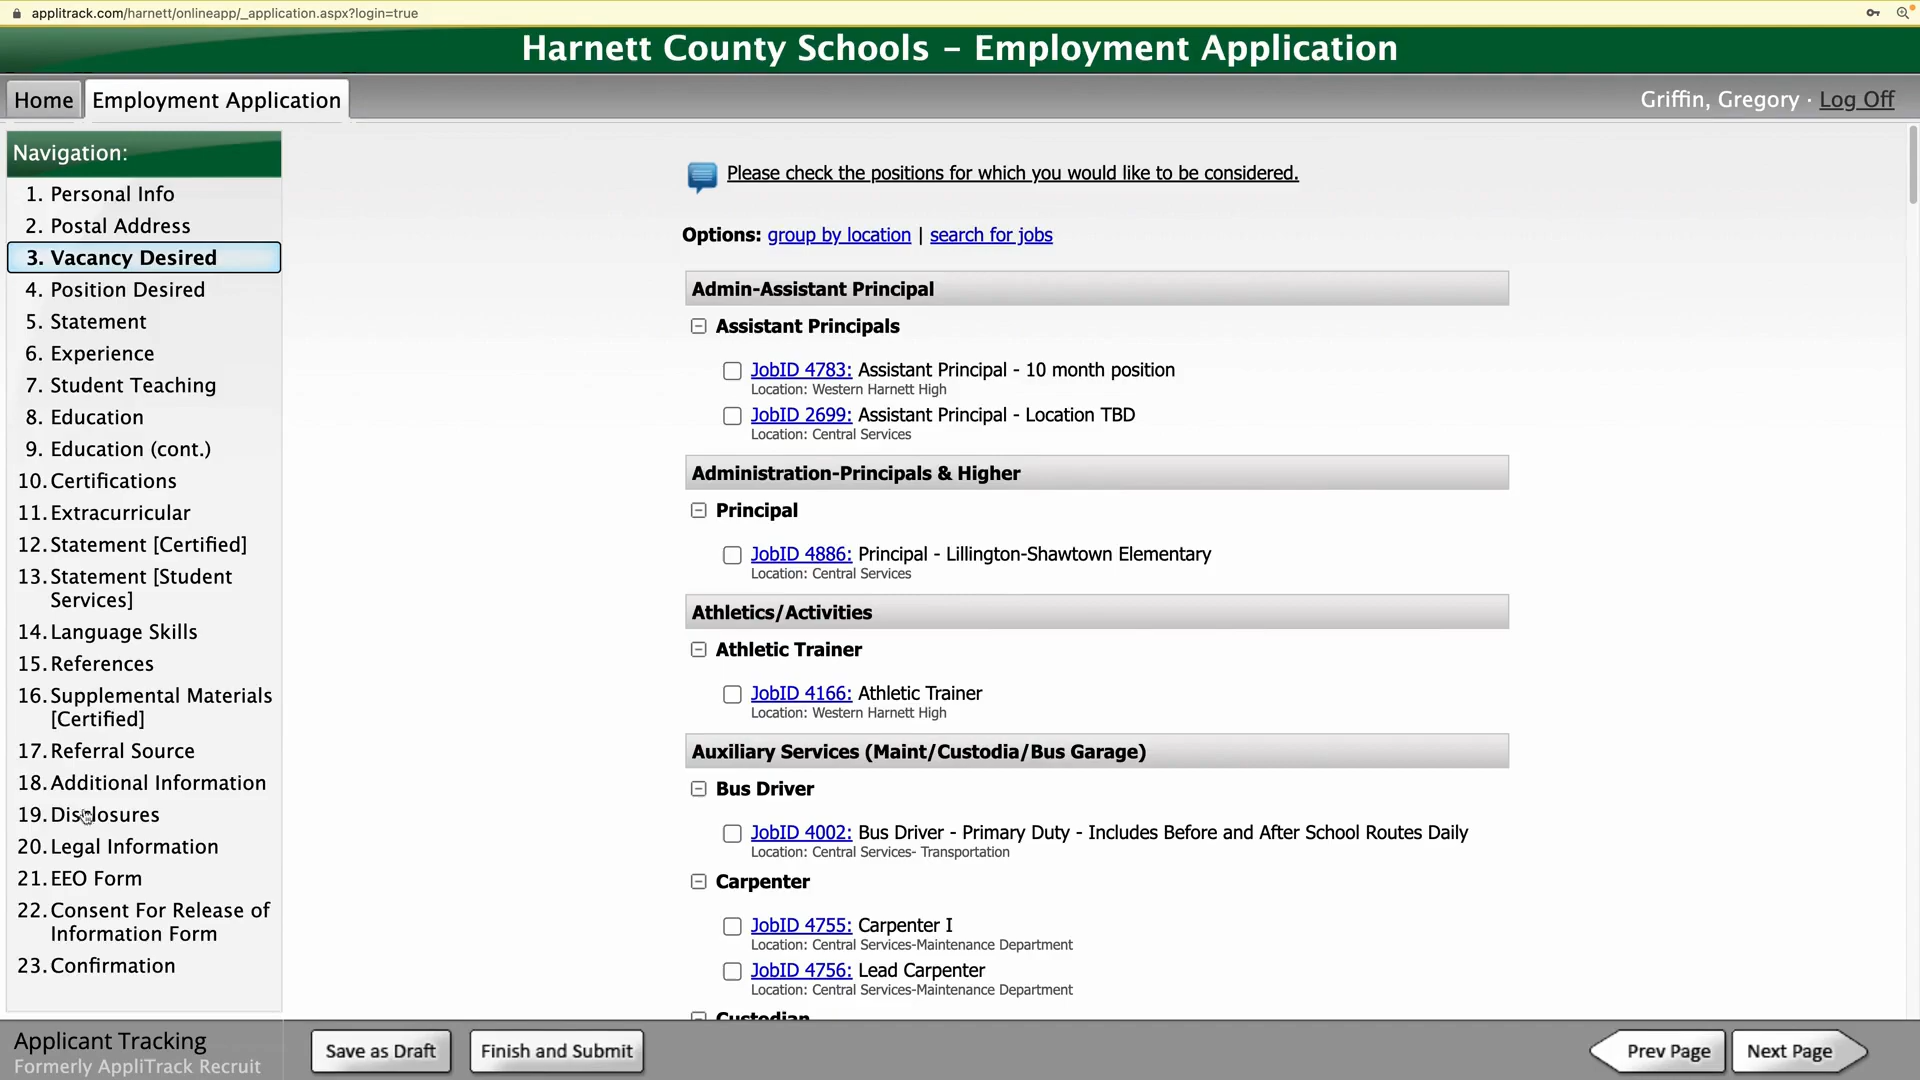 applitrack.com/harnett/onlineapp/_application.aspx?login=true
Harnett County Schools – Employment Application
Home
Employment Application
Griffin, Gregory · Log Off
Navigation:
1. Personal Info
2. Postal Address
3. Vacancy Desired
4. Position Desired
5. Statement
6. Experience
7. Student Teaching
8. Education
9. Education (cont.)
10. Certifications
11. Extracurricular
12. Statement [Certified]
13. Statement [Student
Services]
14. Language Skills
15. References
16. Supplemental Materials
[Certified]
17. Referral Source
18. Additional Information
19. Disclosures
20. Legal Information
21. EEO Form
22. Consent For Release of
Information Form
23. Confirmation
Please check the positions for which you would like to be considered.
Options: group by location | search for jobs
Admin-Assistant Principal
Assistant Principals
JobID 4783: Assistant Principal - 10 month position
Location: Western Harnett High
JobID 2699: Assistant Principal - Location TBD
Location: Central Services
Administration-Principals & Higher
Principal
JobID 4886: Principal - Lillington-Shawtown Elementary
Location: Central Services
Athletics/Activities
Athletic Trainer
JobID 4166: Athletic Trainer
Location: Western Harnett High
Auxiliary Services (Maint/Custodia/Bus Garage)
Bus Driver
JobID 4002: Bus Driver - Primary Duty - Includes Before and After School Routes Daily
Location: Central Services- Transportation
Carpenter
JobID 4755: Carpenter I
Location: Central Services-Maintenance Department
JobID 4756: Lead Carpenter
Location: Central Services-Maintenance Department
Custodian
Applicant Tracking
Formerly AppliTrack Recruit
Save as Draft
Finish and Submit
Prev Page
Next Page